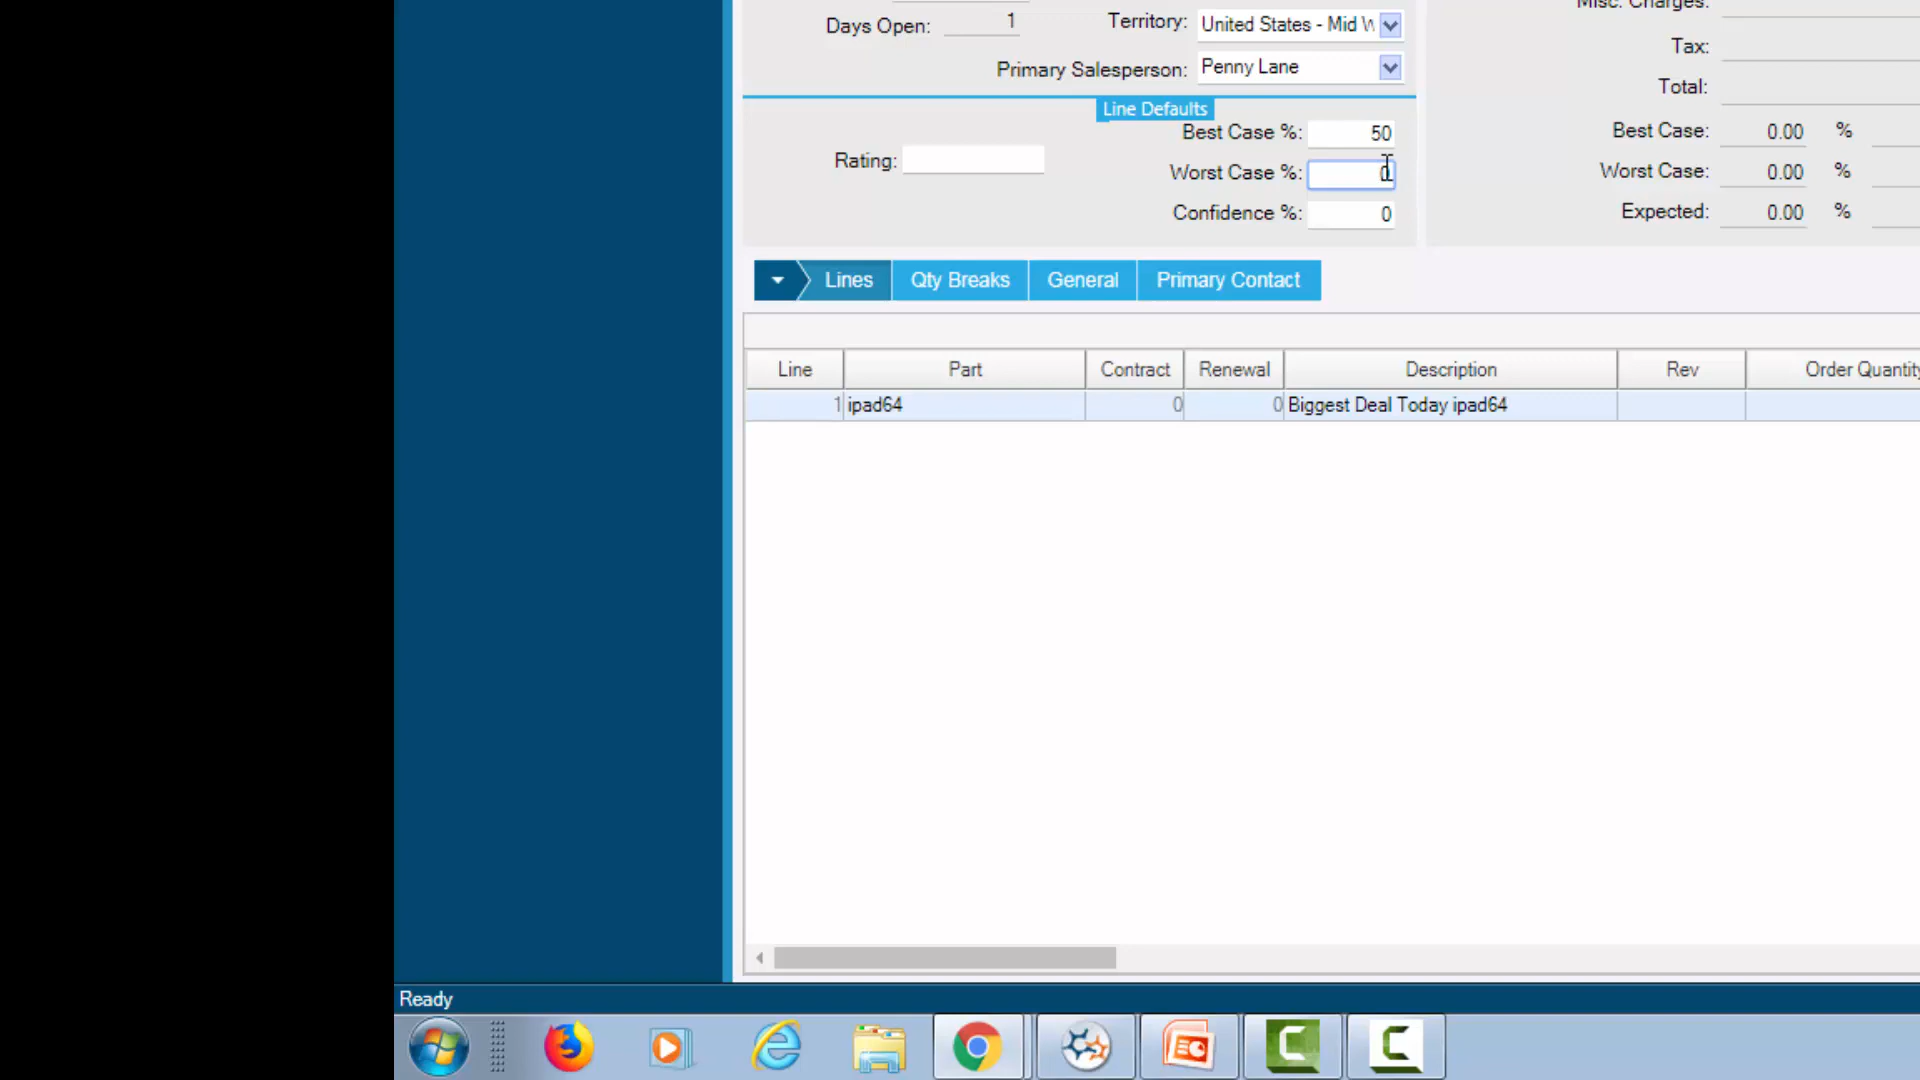 Misc. Charges:
Days Open: 1 Territory: United States - Mid W
Tax:
Primary Salesperson: Penny Lane
Total:
Line Defaults
Best Case %: 50
Best Case: 0.00 %
Rating:
Worst Case %: 0
Worst Case: 0.00 %
Confidence %: 0
Expected: 0.00 %
Lines Qty Breaks General Primary Contact
Line Part Contract Renewal Description Rev Order Quantity
1 ipad64 0 0 Biggest Deal Today ipad64
Ready